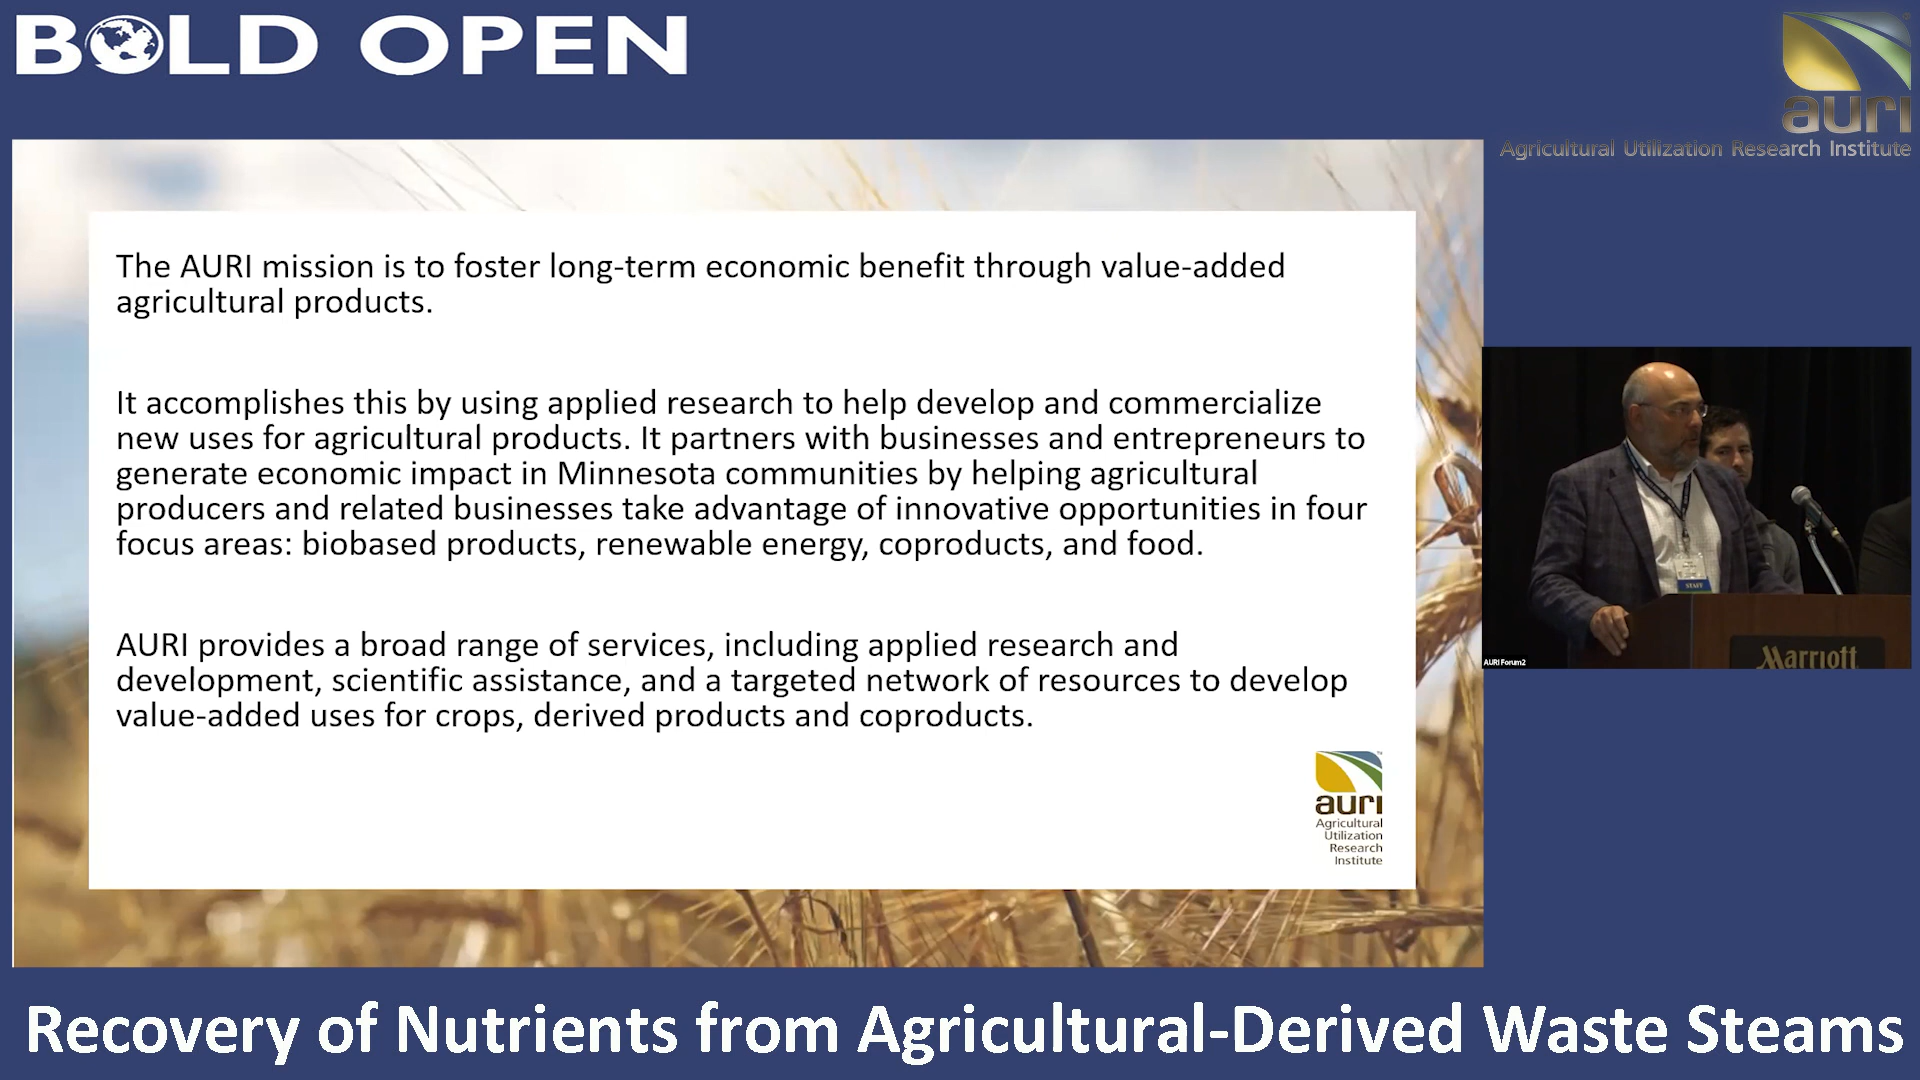 BOLD OPEN
auri
Agricultural Utilization Research Institute
The AURI mission is to foster long-term economic benefit through value-added
agricultural products.
It accomplishes this by using applied research to help develop and commercialize
new uses for agricultural products. It partners with businesses and entrepreneurs to
generate economic impact in Minnesota communities by helping agricultural
producers and related businesses take advantage of innovative opportunities in four
focus areas: biobased products, renewable energy, coproducts, and food.
AURI provides a broad range of services, including applied research and
development, scientific assistance, and a targeted network of resources to develop
value-added uses for crops, derived products and coproducts.
auri
Agricultural
Utilization
Research
Institute
STAFF
Marriott
AURI Forum2
Recovery of Nutrients from Agricultural-Derived Waste Steams